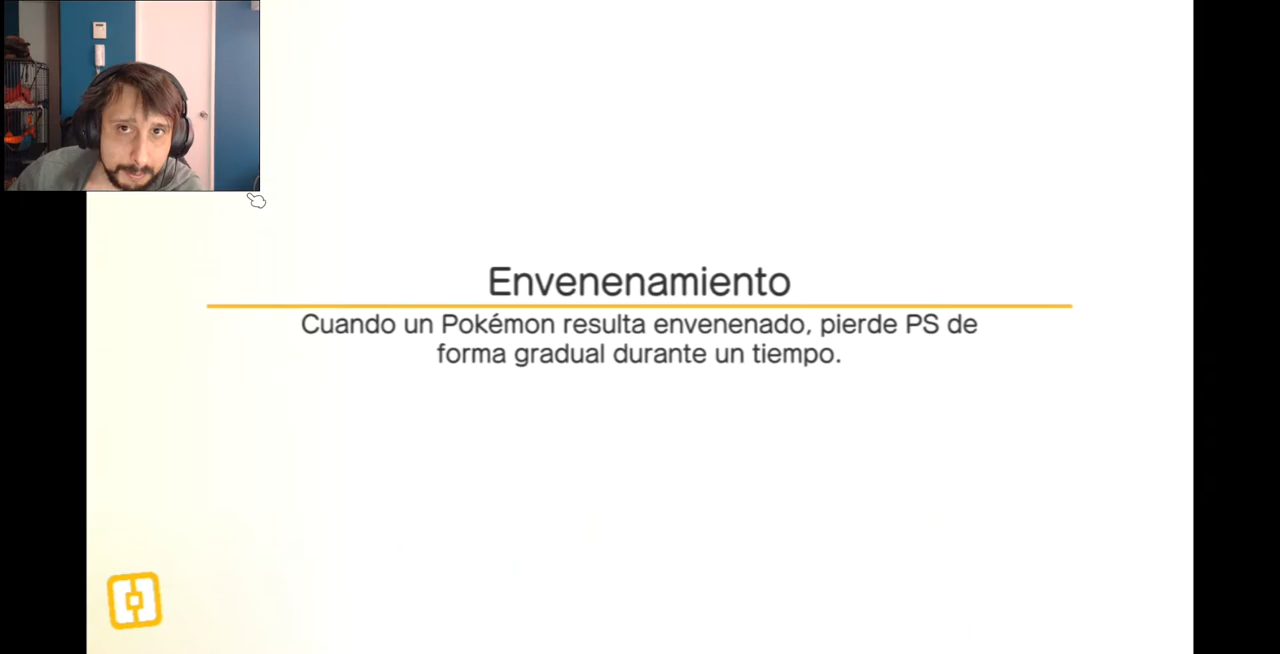 Envenenamiento
Cuando un Pokémon resulta envenenado, pierde PS de
forma gradual durante un tiempo.